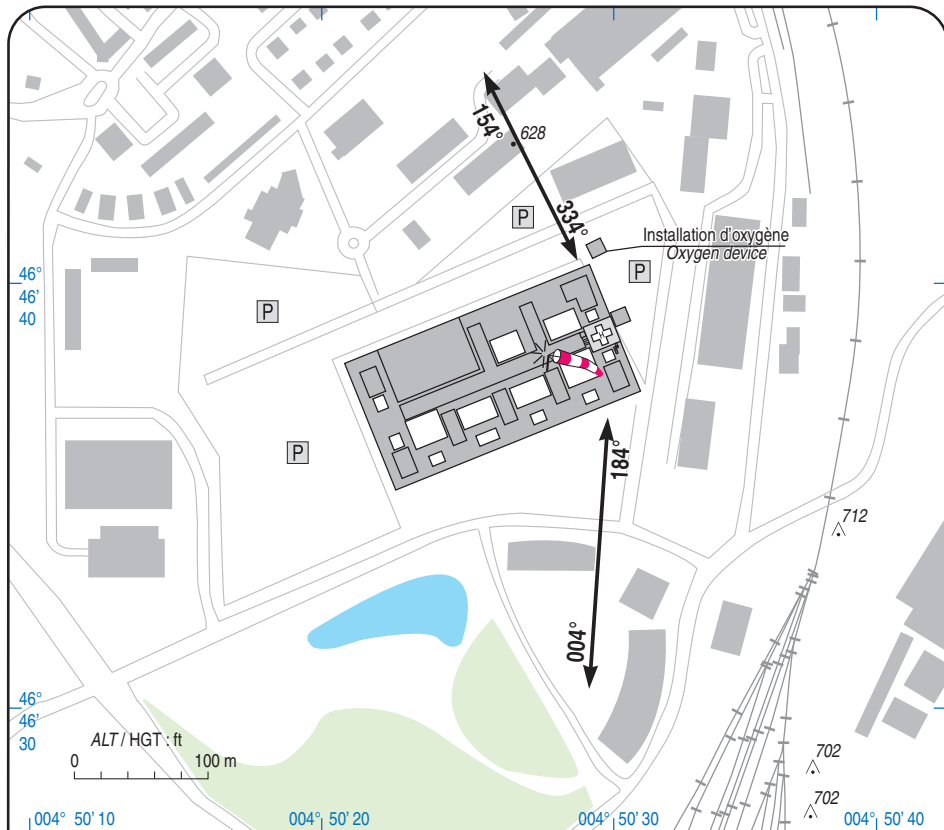 154°
628
334°
P
Installation d'oxygène
Oxygen device
P
46°
46'
40
P
P
184°
712
004°
46°
46'
30
ALT / HGT : ft
0
100 m
702
702
004° 50' 10
004° 50' 20
004° 50' 30
004° 50' 40